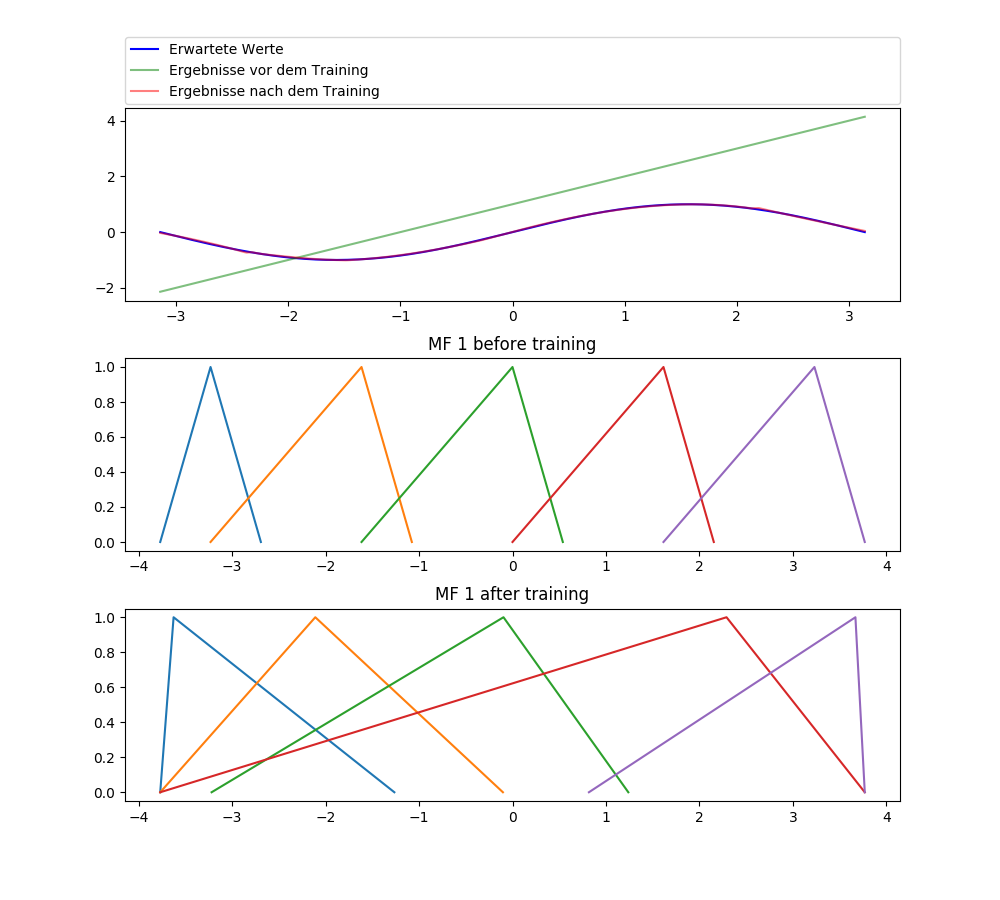 Erwartete Werte
Ergebnisse vor dem Training
Ergebnisse nach dem Training
4
2
0
−2
−3 −2 −1 0 1 2 3
MF 1 before training
1.0
0.8
0.6
0.4
0.2
0.0
−4 −3 −2 −1 0 1 2 3 4
MF 1 after training
1.0
0.8
0.6
0.4
0.2
0.0
−4 −3 −2 −1 0 1 2 3 4